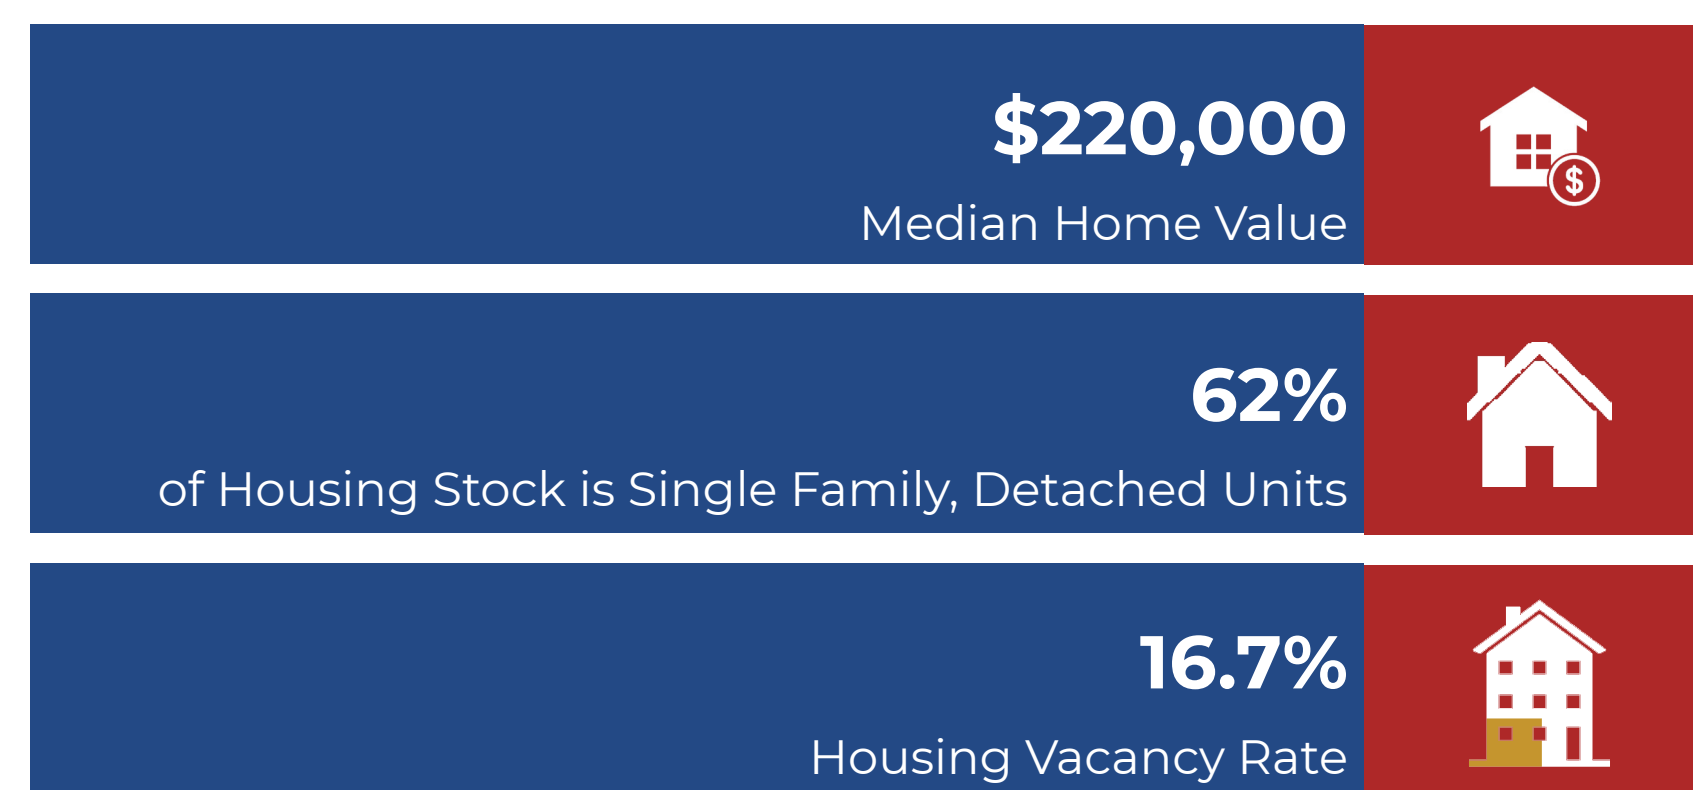 $220,000
Median Home Value
$
62%
of Housing Stock is Single Family, Detached Units
16.7%
Housing Vacancy Rate